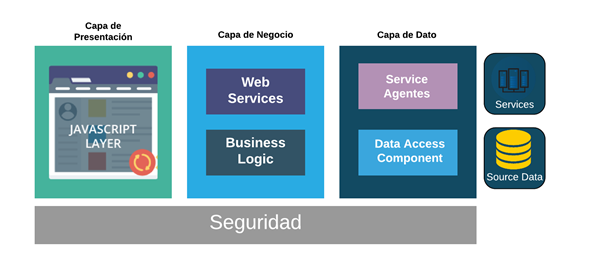 Capa de
Presentación
Capa de Negocio
Capa de Dato
JAVASCRIPT
LAYER
Web
Services
Business
Logic
Service
Agentes
Data Access
Component
Services
Source Data
Seguridad